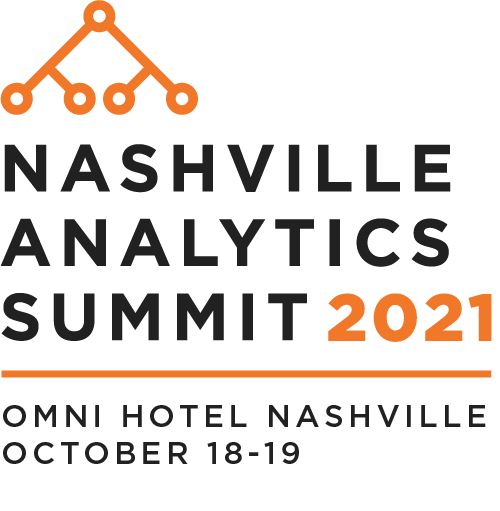 NASHVILLE
ANALYTICS
SUMMIT 2021
OMNI HOTEL NASHVILLE
OCTOBER 18-19